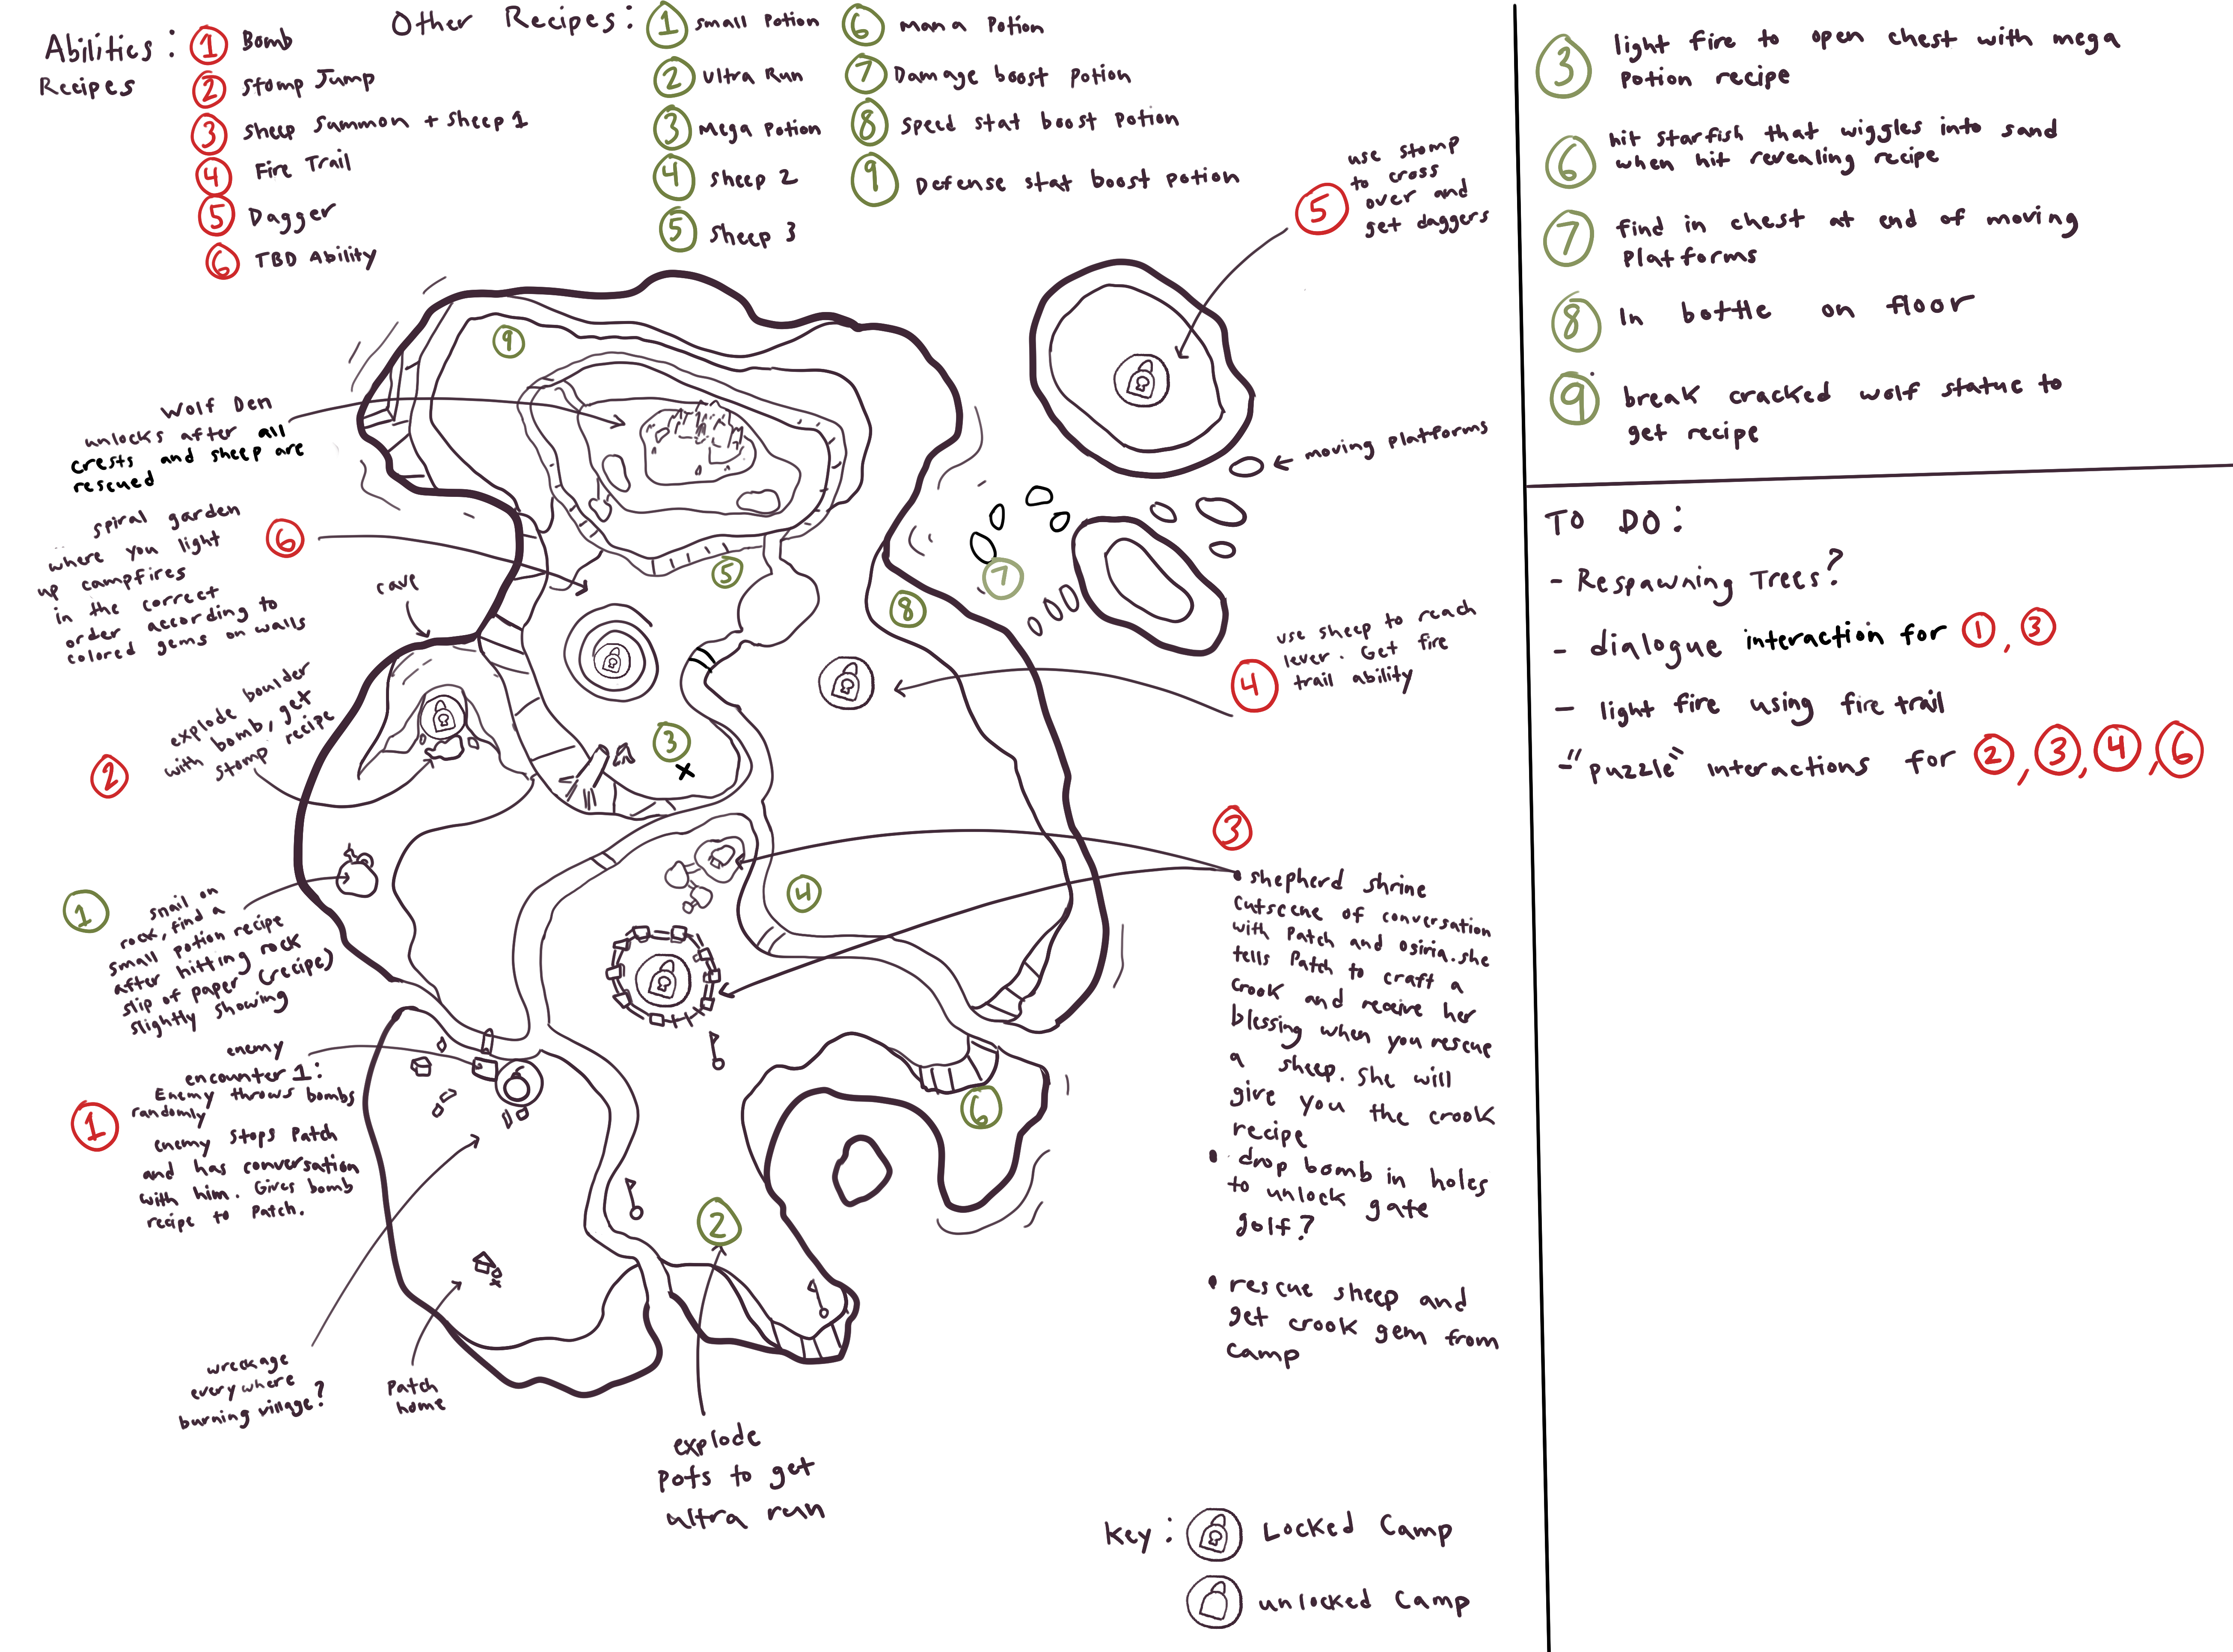 Abilities Recipes:
1 Bomb
2 Stomp Jump
3 Sheep Summon + Sheep 1
4 Fire Trail
5 Dagger
6 TBD Ability
Other Recipes:
1 Small Potion
2 Ultra Run
3 Mega Potion
4 Sheep 2
5 Sheep 3
6 Mana Potion
7 Damage boost Potion
8 Speed stat boost Potion
9 Defense stat boost Potion
5
use stomp
to cross
over and
get daggers
moving platforms
9
Wolf Den
unlocks after all
crests and sheep are
rescued
6
spiral garden
where you light
up campfires
in the correct
order according to
colored gems on walls
cave
5
7
8
4
use sheep to reach
lever. Get fire
trail ability
2
explode boulder
bomb, get
with stomp recipe
3
x
1
snail on
rock, find a
small potion recipe
after hitting rock
slip of paper (recipe)
slightly showing
4
3
• shepherd shrine
cutscene of conversation
with Patch and Osiria. she
tells Patch to craft a
crook and receive her
blessing when you rescue
a sheep. She will
give you the crook
recipe
• drop bomb in holes
to unlock gate
golf?
• rescue sheep and
get crook gem from
camp
1
enemy
encounter 1:
Enemy throws bombs
randomly
enemy stops Patch
and has conversation
with him. Gives bomb
recipe to Patch.
6
2
wreckage
everywhere
burning village?
Patch
home
explode
Pots to get
ultra run
Key:
Locked Camp
unlocked Camp
3 light fire to open chest with mega
potion recipe
6 hit starfish that wiggles into sand
when hit revealing recipe
7 find in chest at end of moving
Platforms
8 In bottle on floor
9 break cracked wolf statue to
get recipe
TO DO:
- Respawning Trees?
- dialogue interaction for 1, 3
- light fire using fire trail
- "puzzle" interactions for 2, 3, 4, 6